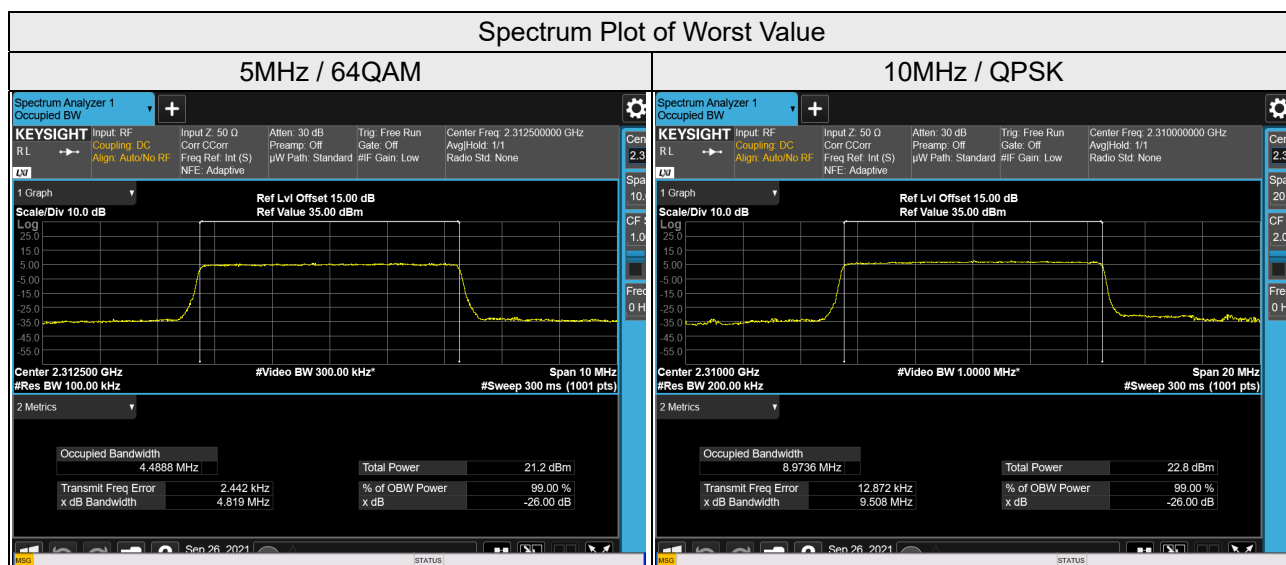 Spectrum Plot of Worst Value
5MHz / 64QAM
10MHz / QPSK
Spectrum Analyzer 1
Occupied BW
KEYSIGHT
R L
LXI
Input: RF
Coupling: DC
Align: Auto/No RF
Input Z: 50 Ω
Corr CCorr
Freq Ref: Int (S)
NFE: Adaptive
Atten: 30 dB
Preamp: Off
µW Path: Standard
Trig: Free Run
Gate: Off
#IF Gain: Low
Center Freq: 2.312500000 GHz
Avg|Hold: 1/1
Radio Std: None
1 Graph
Scale/Div 10.0 dB
Ref Lvl Offset 15.00 dB
Ref Value 35.00 dBm
Log
25.0
15.0
5.00
-5.00
-15.0
-25.0
-35.0
-45.0
-55.0
Center 2.312500 GHz
#Res BW 100.00 kHz
#Video BW 300.00 kHz*
Span 10 MHz
#Sweep 300 ms (1001 pts)
2 Metrics
Occupied Bandwidth
4.4888 MHz
Transmit Freq Error 2.442 kHz
x dB Bandwidth 4.819 MHz
Total Power 21.2 dBm
% of OBW Power 99.00 %
x dB -26.00 dB
Sep 26, 2021
MSG
STATUS
Spectrum Analyzer 1
Occupied BW
KEYSIGHT
R L
LXI
Input: RF
Coupling: DC
Align: Auto/No RF
Input Z: 50 Ω
Corr CCorr
Freq Ref: Int (S)
NFE: Adaptive
Atten: 30 dB
Preamp: Off
µW Path: Standard
Trig: Free Run
Gate: Off
#IF Gain: Low
Center Freq: 2.310000000 GHz
Avg|Hold: 1/1
Radio Std: None
1 Graph
Scale/Div 10.0 dB
Ref Lvl Offset 15.00 dB
Ref Value 35.00 dBm
Log
25.0
15.0
5.00
-5.00
-15.0
-25.0
-35.0
-45.0
-55.0
Center 2.31000 GHz
#Res BW 200.00 kHz
#Video BW 1.0000 MHz*
Span 20 MHz
#Sweep 300 ms (1001 pts)
2 Metrics
Occupied Bandwidth
8.9736 MHz
Transmit Freq Error 12.872 kHz
x dB Bandwidth 9.508 MHz
Total Power 22.8 dBm
% of OBW Power 99.00 %
x dB -26.00 dB
Sep 26, 2021
MSG
STATUS